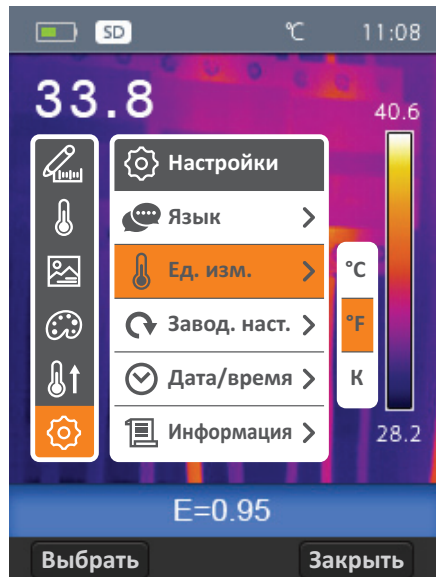 SD ℃ 11:08
33.8
40.6
Настройки
Язык
Ед. изм. °C
Завод. наст. °F
Дата/время K
Информация
28.2
E=0.95
Выбрать Закрыть